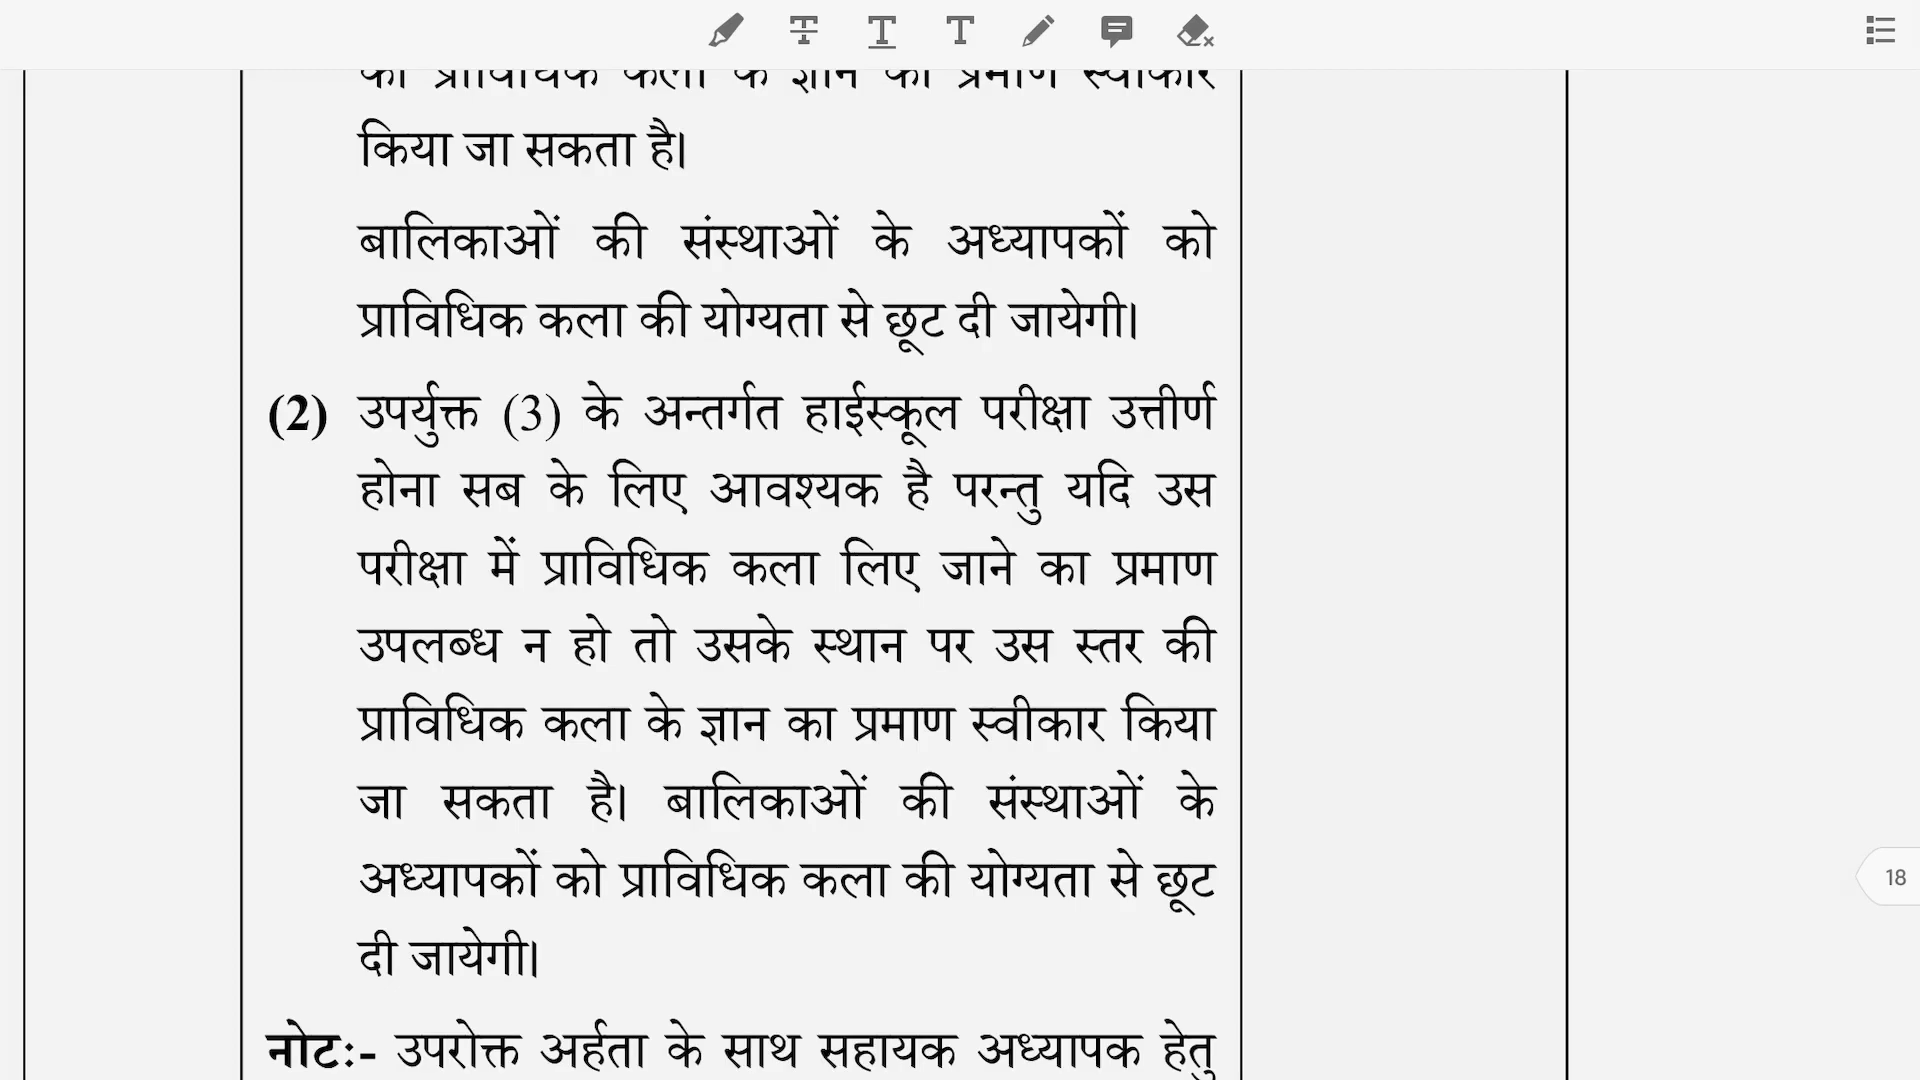 को प्राविधिक कला के ज्ञान का प्रमाण स्वीकार
किया जा सकता है।
बालिकाओं की संस्थाओं के अध्यापकों को
प्राविधिक कला की योग्यता से छूट दी जायेगी।
(2) उपर्युक्त (3) के अन्तर्गत हाईस्कूल परीक्षा उत्तीर्ण
होना सब के लिए आवश्यक है परन्तु यदि उस
परीक्षा में प्राविधिक कला लिए जाने का प्रमाण
उपलब्ध न हो तो उसके स्थान पर उस स्तर की
प्राविधिक कला के ज्ञान का प्रमाण स्वीकार किया
जा सकता है। बालिकाओं की संस्थाओं के
अध्यापकों को प्राविधिक कला की योग्यता से छूट
दी जायेगी।
18
नोटः- उपरोक्त अर्हता के साथ सहायक अध्यापक हेतु